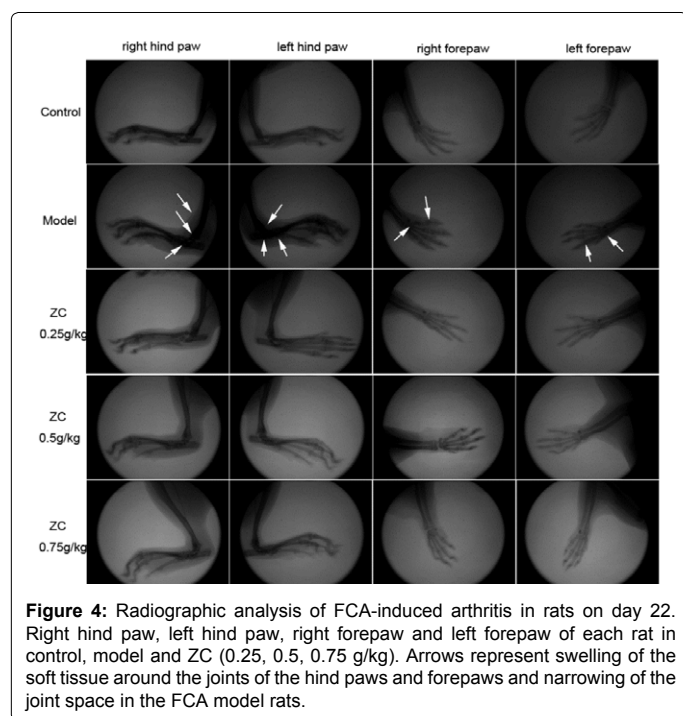 right hind paw left hind paw right forepaw left forepaw
Control
Model
ZC
0.25g/kg
ZC
0.5g/kg
ZC
0.75g/kg
Figure 4: Radiographic analysis of FCA-induced arthritis in rats on day 22.
Right hind paw, left hind paw, right forepaw and left forepaw of each rat in
control, model and ZC (0.25, 0.5, 0.75 g/kg). Arrows represent swelling of the
soft tissue around the joints of the hind paws and forepaws and narrowing of the
joint space in the FCA model rats.